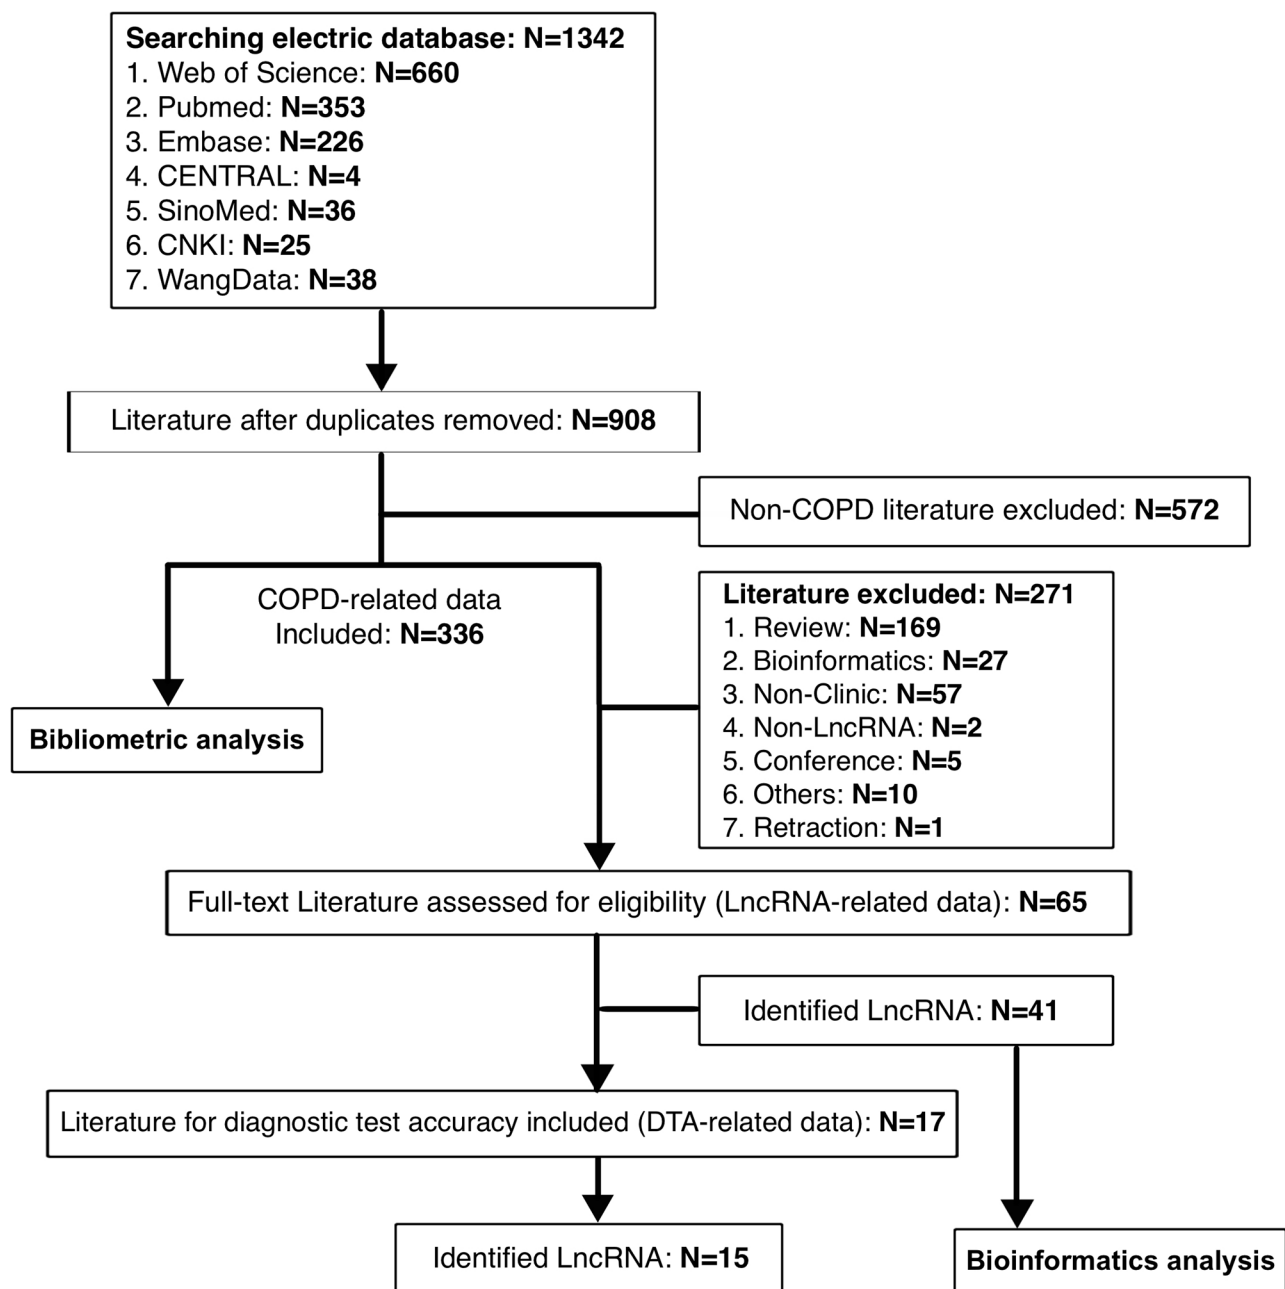 Searching electric database: N=1342
1. Web of Science: N=660
2. Pubmed: N=353
3. Embase: N=226
4. CENTRAL: N=4
5. SinoMed: N=36
6. CNKI: N=25
7. WangData: N=38
Literature after duplicates removed: N=908
Non-COPD literature excluded: N=572
COPD-related data
Included: N=336
Literature excluded: N=271
1. Review: N=169
2. Bioinformatics: N=27
3. Non-Clinic: N=57
4. Non-LncRNA: N=2
5. Conference: N=5
6. Others: N=10
7. Retraction: N=1
Bibliometric analysis
Full-text Literature assessed for eligibility (LncRNA-related data): N=65
Identified LncRNA: N=41
Literature for diagnostic test accuracy included (DTA-related data): N=17
Identified LncRNA: N=15
Bioinformatics analysis